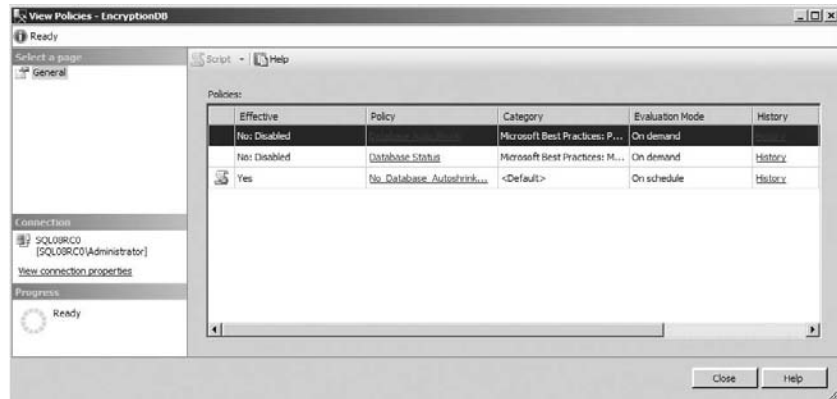 View Policies - EncryptionDB
Ready
Select a page
General
Script
Help
Policies:
Effective Policy Category Evaluation Mode History
No: Disabled Microsoft Best Practices: P... On demand History
No: Disabled Database Status Microsoft Best Practices: M... On demand History
Yes No_Database_Autoshrink... <Default> On schedule History
Connection
SQL08RC0
[SQL08RC0\Administrator]
View connection properties
Progress
Ready
Close Help